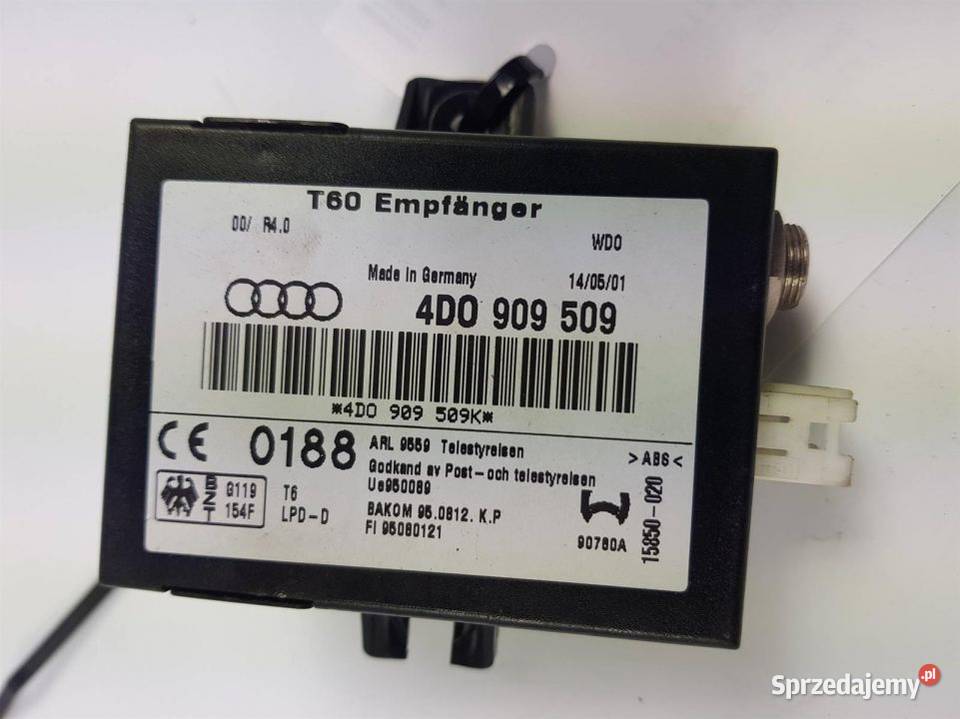 T60 Empfänger
00/ R4.0
WDO
Made in Germany
14/05/01
4D0 909 509
*4D0 909 509K*
CE 0188
ARL 9559 Telestyrelsen
>ABS<
Godkand av Post-och telestyrelsen
Ue950089
BZT
G119
154F
T6
LPD-D
BAKOM 95.0812. K.P
FI 95080121
90760A
15850-020
Sprzedajemy.pl